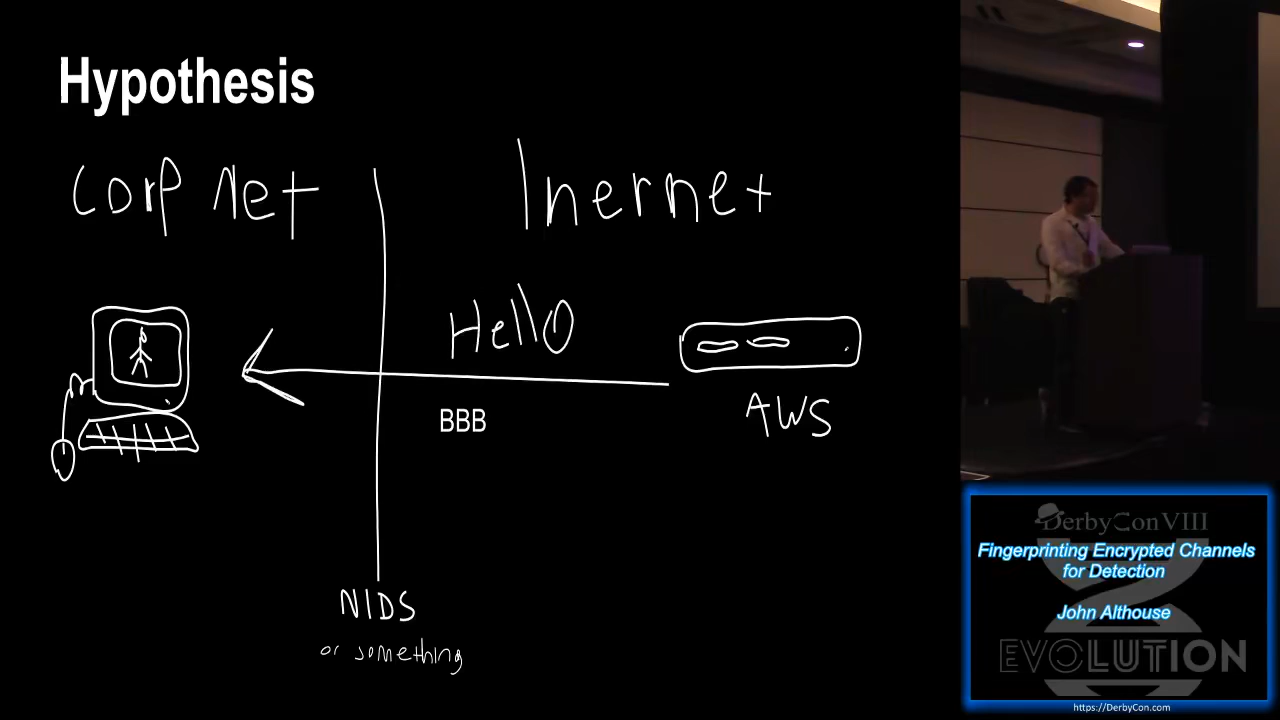 Hypothesis
Corp Net
Inernet
Hello
BBB
AWS
NIDS
or something
DerbyCon VIII
Fingerprinting Encrypted Channels
for Detection
John Althouse
EVOLUTION
https://DerbyCon.com